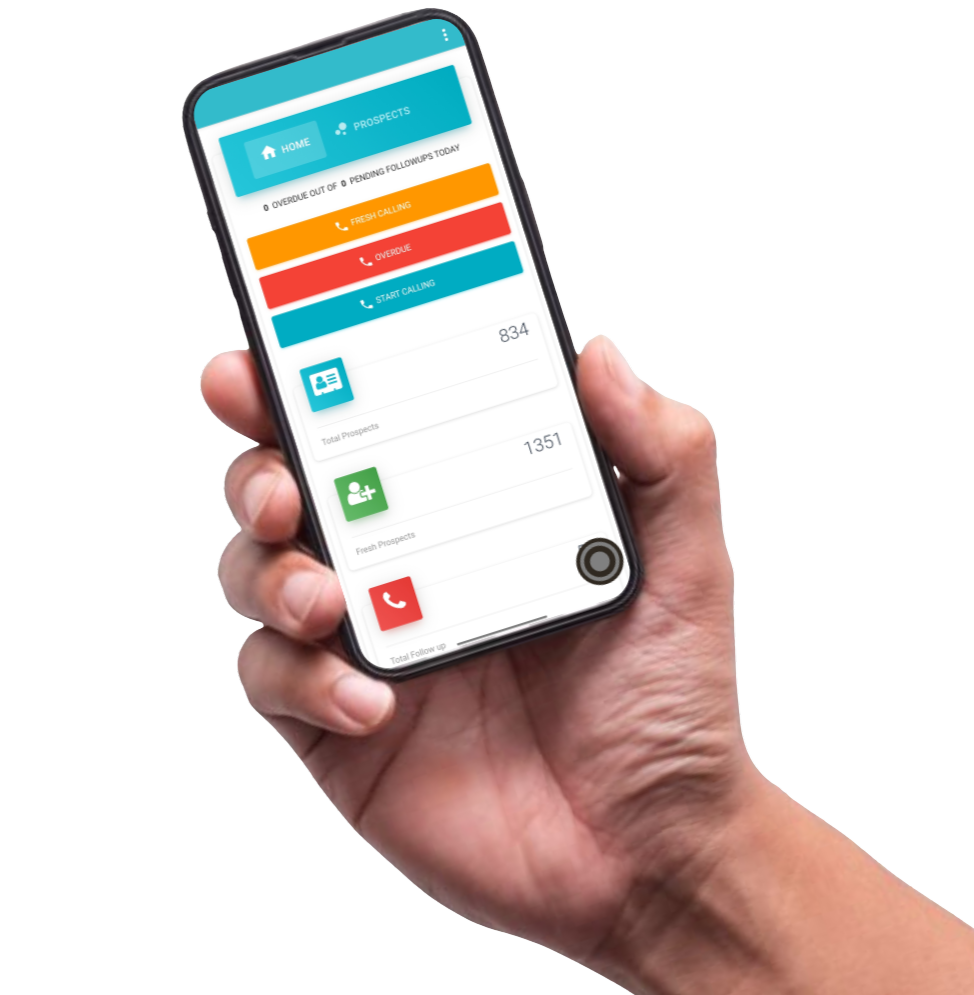 HOME PROSPECTS
0 OVERDUE OUT OF 0 PENDING FOLLOWUPS TODAY
FRESH CALLING
OVERDUE
START CALLING
834
Total Prospects
1351
Fresh Prospects
Total Follow up